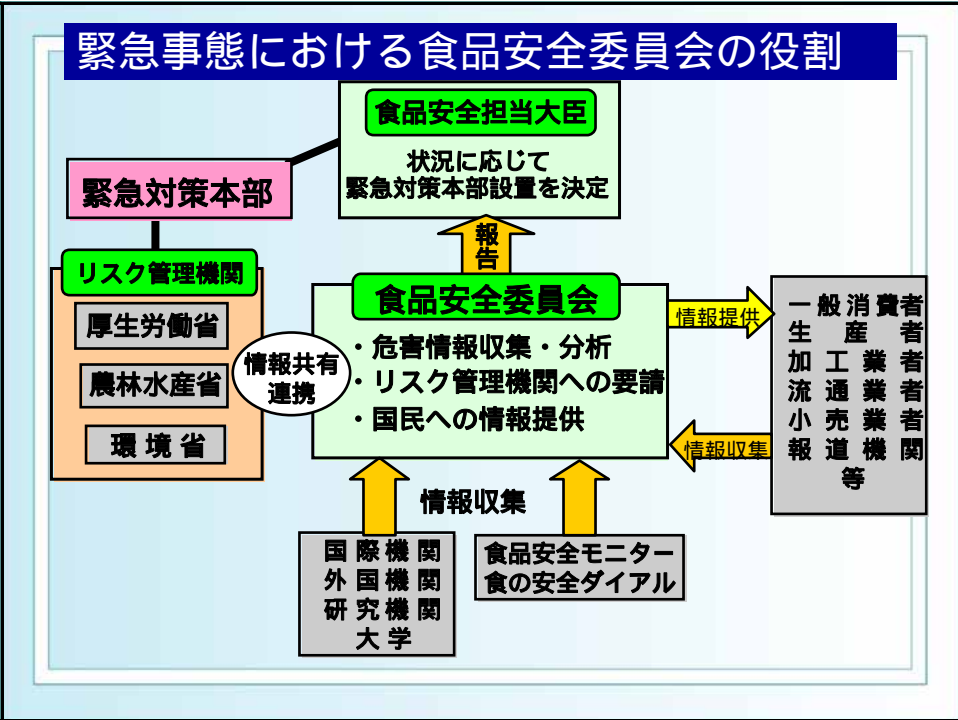 緊急事態における食品安全委員会の役割
食品安全担当大臣
状況に応じて
緊急対策本部設置を決定
緊急対策本部
報告
リスク管理機関
厚生労働省
農林水産省
環境省
情報共有
連携
食品安全委員会
・危害情報収集・分析
・リスク管理機関への要請
・国民への情報提供
情報提供
情報収集
一般消費者
生産者
加工業者
流通業者
小売業者
報道機関
等
情報収集
国際機関
外国機関
研究機関
大学
食品安全モニター
食の安全ダイアル